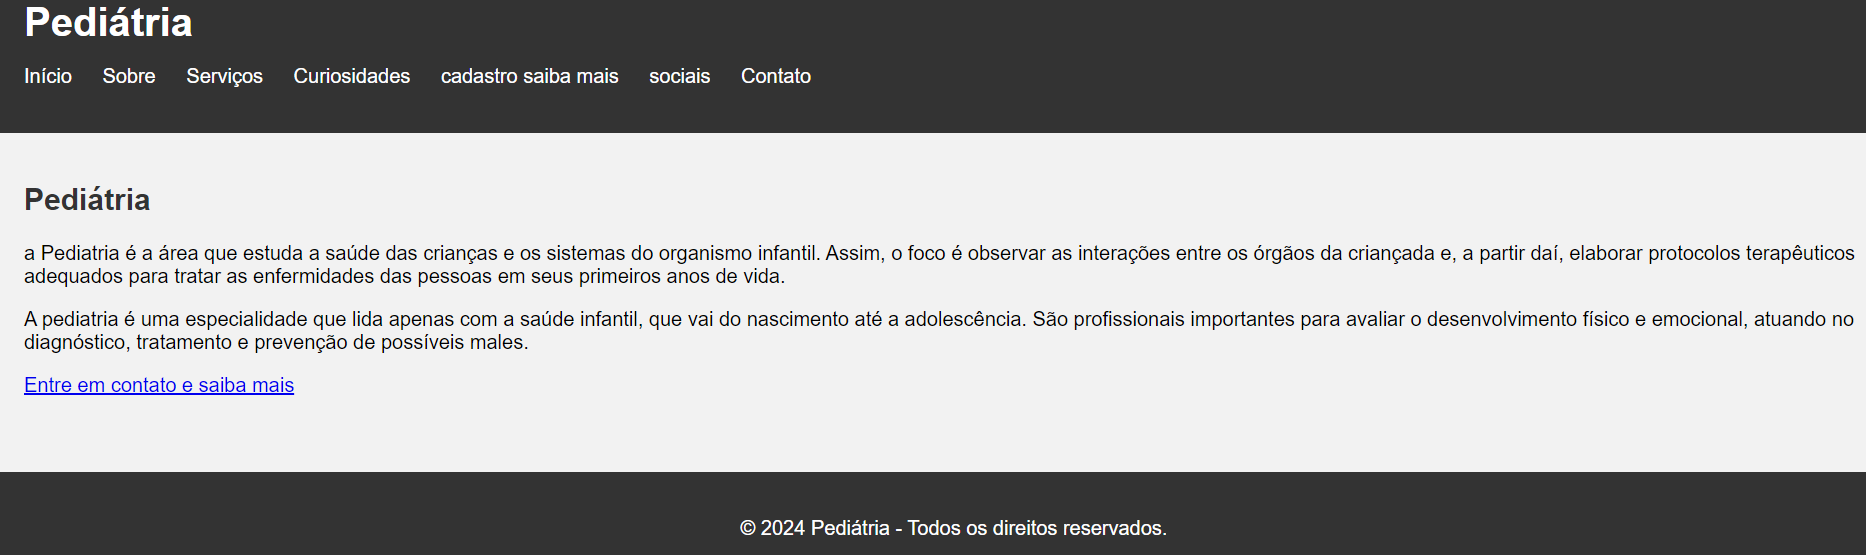 Pediátria
Início Sobre Serviços Curiosidades cadastro saiba mais sociais Contato
Pediátria
a Pediatria é a área que estuda a saúde das crianças e os sistemas do organismo infantil. Assim, o foco é observar as interações entre os órgãos da criançada e, a partir daí, elaborar protocolos terapêuticos
adequados para tratar as enfermidades das pessoas em seus primeiros anos de vida.
A pediatria é uma especialidade que lida apenas com a saúde infantil, que vai do nascimento até a adolescência. São profissionais importantes para avaliar o desenvolvimento físico e emocional, atuando no
diagnóstico, tratamento e prevenção de possíveis males.
Entre em contato e saiba mais
© 2024 Pediátria - Todos os direitos reservados.